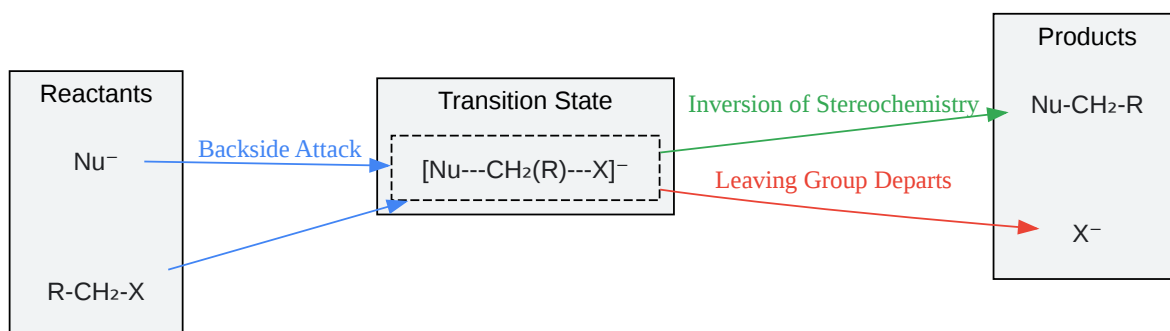 Reactants
Nu⁻
R-CH₂-X
Backside Attack
Transition State
[Nu---CH₂(R)---X]⁻
Inversion of Stereochemistry
Leaving Group Departs
Products
Nu-CH₂-R
X⁻